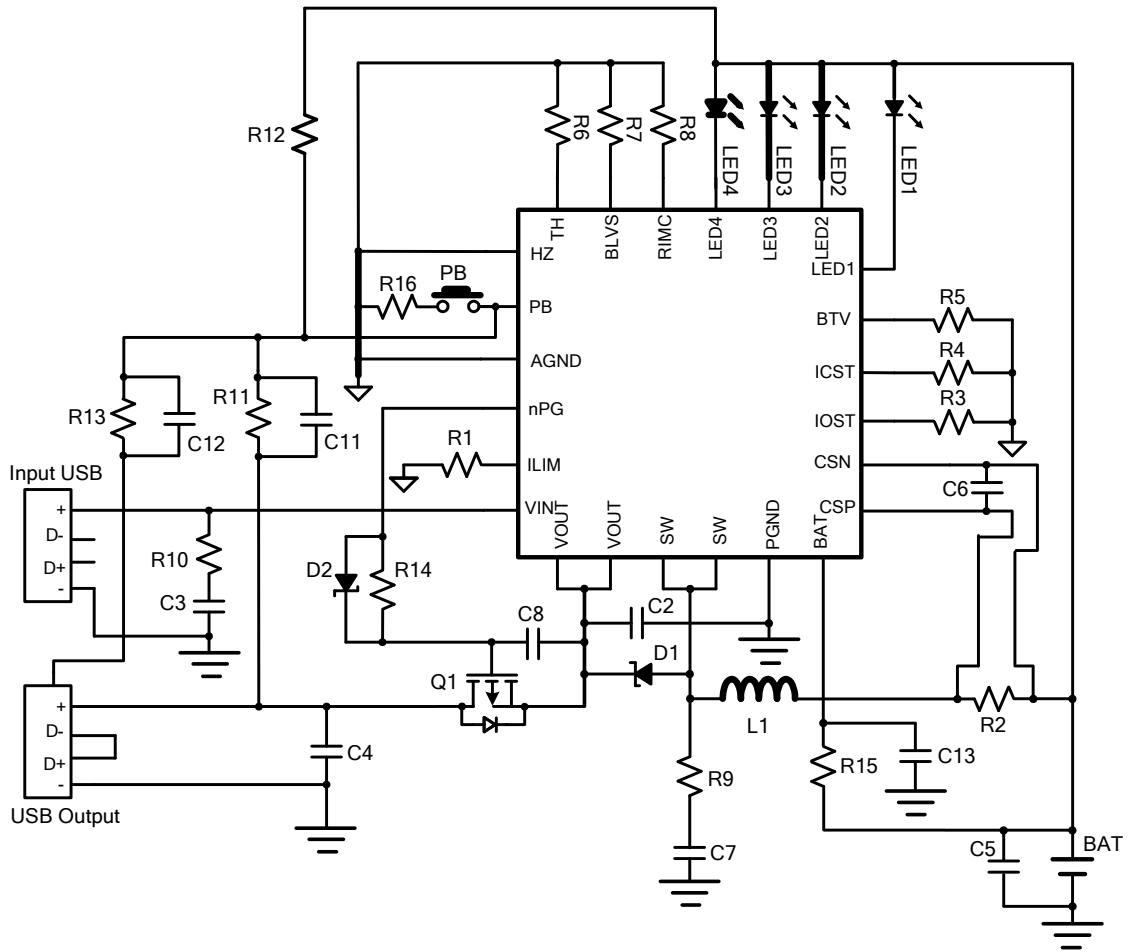 R12
R6
R7
R8
LED4
LED3
LED2
LED1
TH
BLVS
RIMC
LED4
LED3
LED2
HZ
LED1
PB
R16
PB
BTV
R5
AGND
ICST
R4
nPG
IOST
R3
R13
C12
R11
C11
R1
ILIM
CSN
C6
Input USB
+
D-
D+
-
VIN
CSP
VOUT
VOUT
SW
SW
PGND
BAT
R10
C3
D2
R14
C8
C2
D1
Q1
L1
R2
+
D-
D+
-
USB Output
C4
R9
R15
C13
C7
C5
BAT